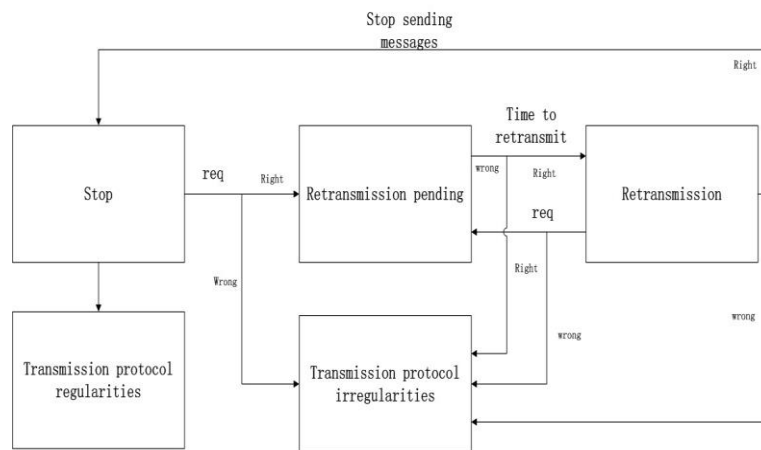 Stop sending
messages
Right
Time to
retransmit
req
Right
wrong
Right
Stop
Retransmission pending
Retransmission
req
Wrong
Right
wrong
wrong
Transmission protocol
regularities
Transmission protocol
irregularities